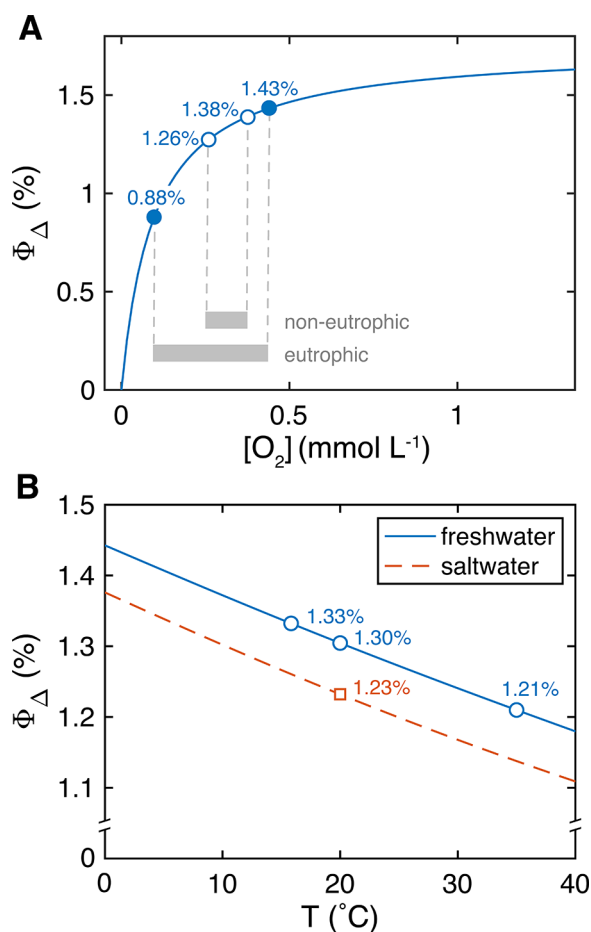 A
1.5
1
0.5
0
Φ_Δ (%)
1.43%
1.38%
1.26%
0.88%
non-eutrophic
eutrophic
0 0.5 1
[O₂] (mmol L⁻¹)
B
1.5
1.4
1.3
1.2
1.1
0
Φ_Δ (%)
freshwater
saltwater
1.33%
1.30%
1.23%
1.21%
0 10 20 30 40
T (˚C)